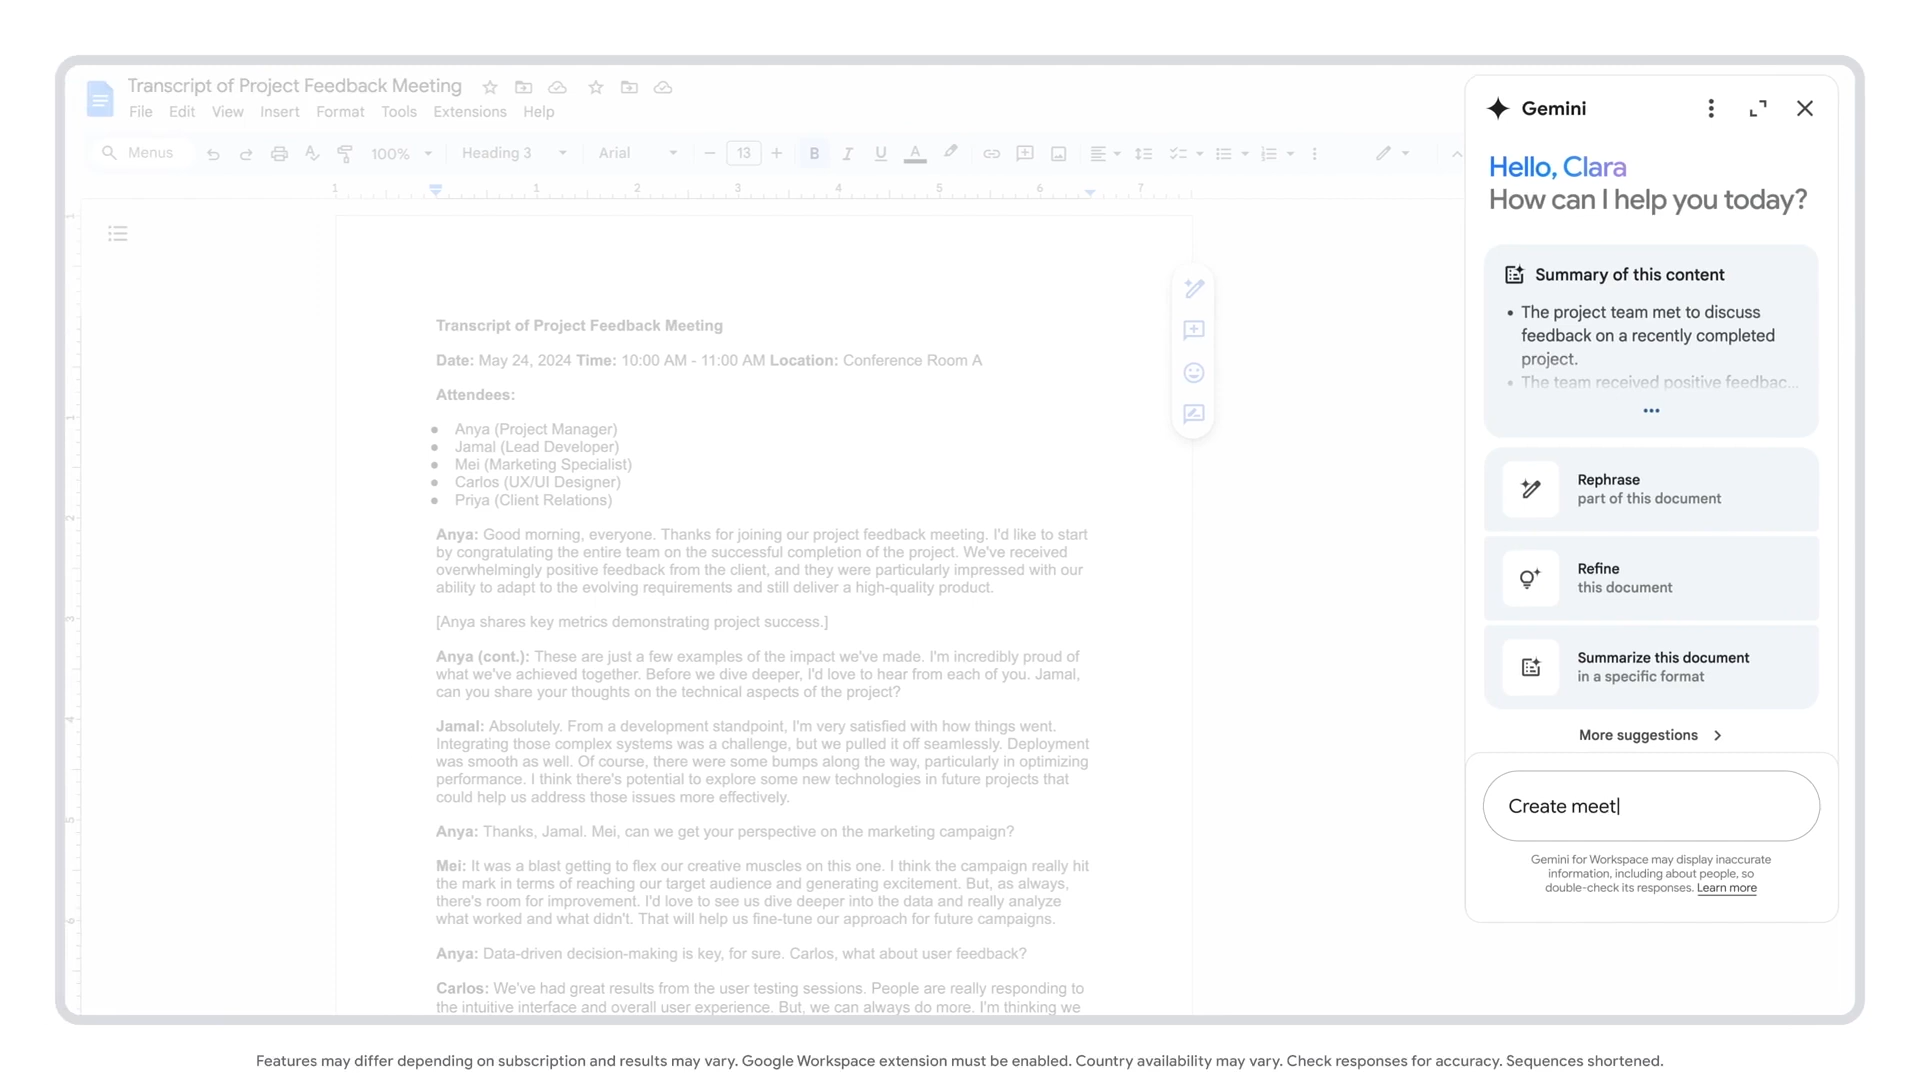 Transcript of Project Feedback Meeting
File Edit View Insert Format Tools Extensions Help
Menus 100% Heading 3 Arial 13 B I U A
1 1 2 3 4 5 6 7
1
1
2
3
4
5
6
Transcript of Project Feedback Meeting
Date: May 24, 2024 Time: 10:00 AM - 11:00 AM Location: Conference Room A
Attendees:
● Anya (Project Manager)
● Jamal (Lead Developer)
● Mei (Marketing Specialist)
● Carlos (UX/UI Designer)
● Priya (Client Relations)
Anya: Good morning, everyone. Thanks for joining our project feedback meeting. I'd like to start
by congratulating the entire team on the successful completion of the project. We've received
overwhelmingly positive feedback from the client, and they were particularly impressed with our
ability to adapt to the evolving requirements and still deliver a high-quality product.
[Anya shares key metrics demonstrating project success.]
Anya (cont.): These are just a few examples of the impact we've made. I'm incredibly proud of
what we've achieved together. Before we dive deeper, I'd love to hear from each of you. Jamal,
can you share your thoughts on the technical aspects of the project?
Jamal: Absolutely. From a development standpoint, I'm very satisfied with how things went.
Integrating those complex systems was a challenge, but we pulled it off seamlessly. Deployment
was smooth as well. Of course, there were some bumps along the way, particularly in optimizing
performance. I think there's potential to explore some new technologies in future projects that
could help us address those issues more effectively.
Anya: Thanks, Jamal. Mei, can we get your perspective on the marketing campaign?
Mei: It was a blast getting to flex our creative muscles on this one. I think the campaign really hit
the mark in terms of reaching our target audience and generating excitement. But, as always,
there's room for improvement. I'd love to see us dive deeper into the data and really analyze
what worked and what didn't. That will help us fine-tune our approach for future campaigns.
Anya: Data-driven decision-making is key, for sure. Carlos, what about user feedback?
Carlos: We've had great results from the user testing sessions. People are really responding to
the intuitive interface and overall user experience. But, we can always do more. I'm thinking we
Gemini
Hello, Clara
How can I help you today?
Summary of this content
• The project team met to discuss
feedback on a recently completed
project.
• The team received positive feedbac...
Rephrase
part of this document
Refine
this document
Summarize this document
in a specific format
More suggestions
Create meet
Gemini for Workspace may display inaccurate
information, including about people, so
double-check its responses. Learn more
Features may differ depending on subscription and results may vary. Google Workspace extension must be enabled. Country availability may vary. Check responses for accuracy. Sequences shortened.